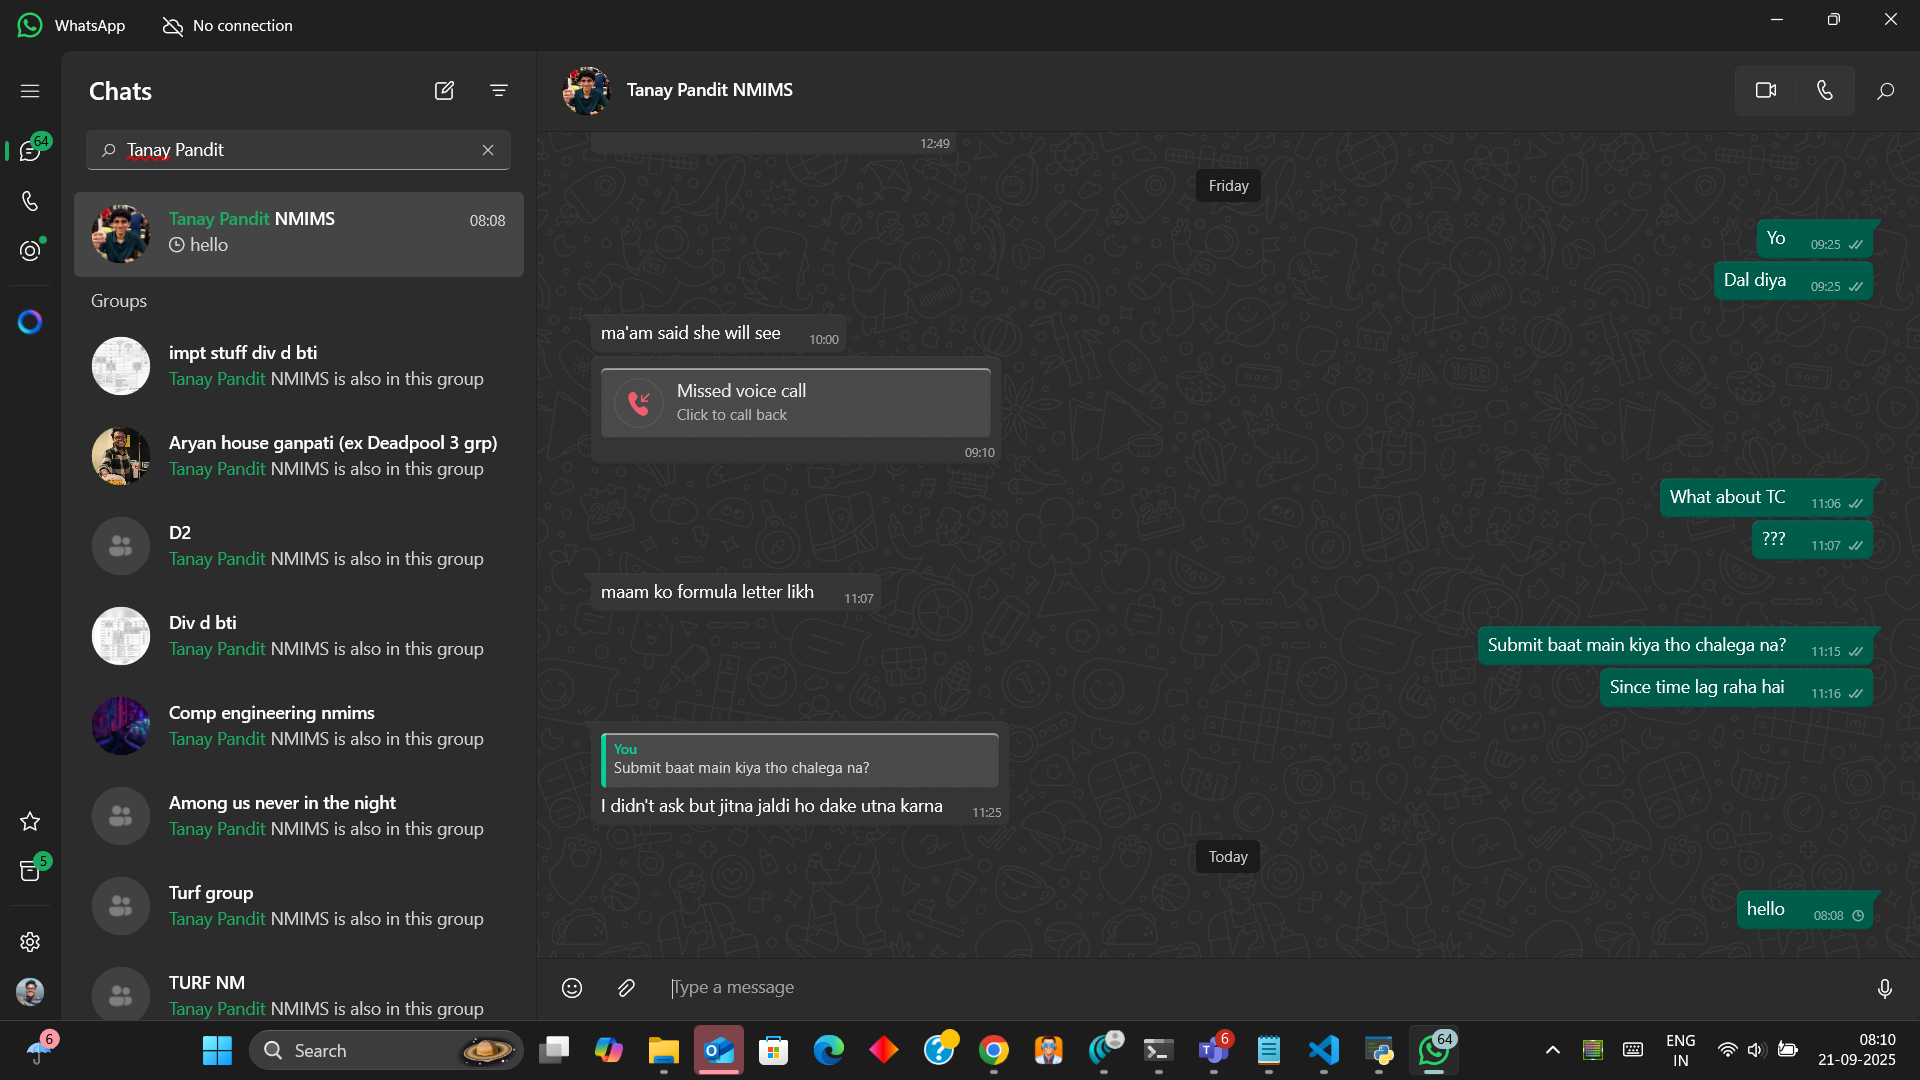 WhatsApp
No connection
Chats
64
Tanay Pandit
Tanay Pandit NMIMS
08:08
hello
Groups
impt stuff div d bti
Tanay Pandit NMIMS is also in this group
Aryan house ganpati (ex Deadpool 3 grp)
Tanay Pandit NMIMS is also in this group
D2
Tanay Pandit NMIMS is also in this group
Div d bti
Tanay Pandit NMIMS is also in this group
Comp engineering nmims
Tanay Pandit NMIMS is also in this group
Among us never in the night
Tanay Pandit NMIMS is also in this group
5
Turf group
Tanay Pandit NMIMS is also in this group
TURF NM
Tanay Pandit NMIMS is also in this group
Tanay Pandit NMIMS
12:49
Friday
Yo 09:25
Dal diya 09:25
ma'am said she will see 10:00
Missed voice call
Click to call back
09:10
What about TC 11:06
??? 11:07
maam ko formula letter likh 11:07
Submit baat main kiya tho chalega na? 11:15
Since time lag raha hai 11:16
You
Submit baat main kiya tho chalega na?
I didn't ask but jitna jaldi ho dake utna karna 11:25
Today
hello 08:08
Type a message
6
Search
6
64
ENG
IN
08:10
21-09-2025